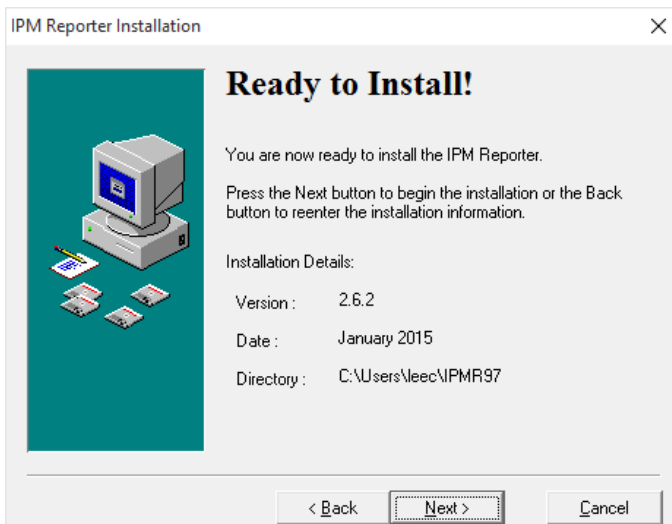 IPM Reporter Installation
Ready to Install!
You are now ready to install the IPM Reporter.
Press the Next button to begin the installation or the Back
button to reenter the installation information.
Installation Details:
Version : 2.6.2
Date : January 2015
Directory : C:\Users\leec\IPMR97
< Back Next > Cancel